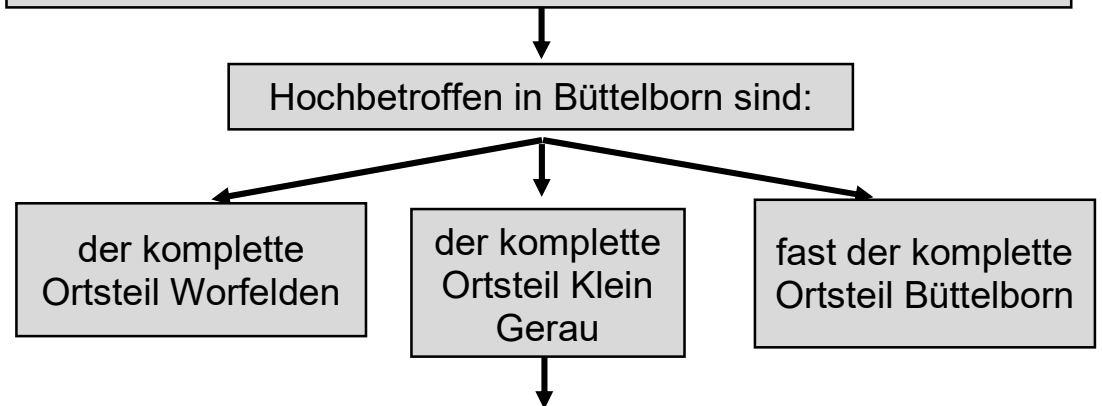 Hochbetroffen in Büttelborn sind:
der komplette
Ortsteil Worfelden
der komplette
Ortsteil Klein
Gerau
fast der komplette
Ortsteil Büttelborn